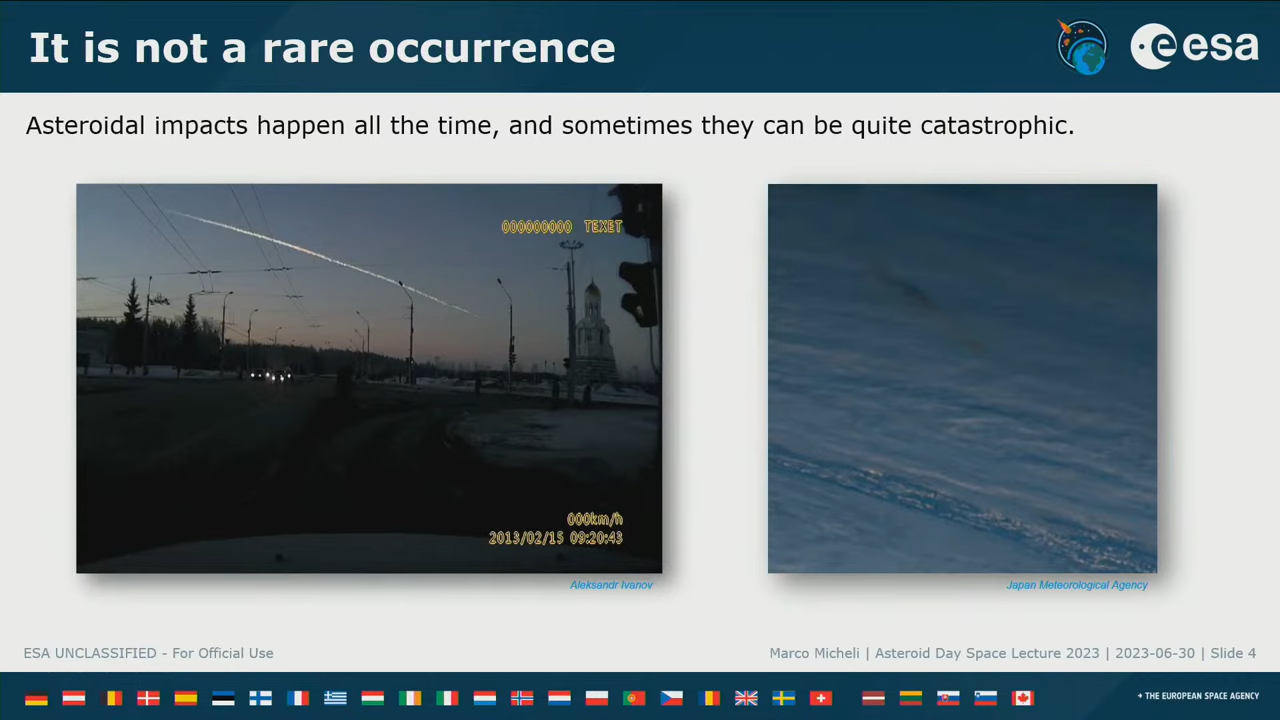 It is not a rare occurrence
esa
Asteroidal impacts happen all the time, and sometimes they can be quite catastrophic.
000000000 TEXET
000km/h
2013/02/15 09:20:43
Aleksandr Ivanov
Japan Meteorological Agency
ESA UNCLASSIFIED - For Official Use
Marco Micheli | Asteroid Day Space Lecture 2023 | 2023-06-30 | Slide 4
→ THE EUROPEAN SPACE AGENCY